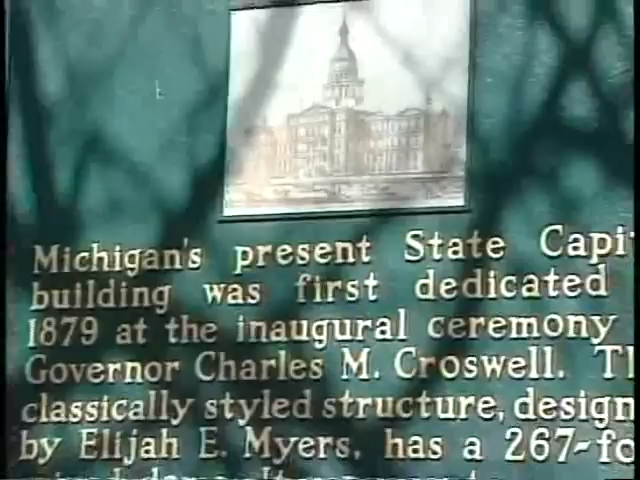 Michigan's present State Capi
building was first dedicated
1879 at the inaugural ceremony
Governor Charles M. Croswell. Th
classically styled structure, design
by Elijah E. Myers, has a 267-fo